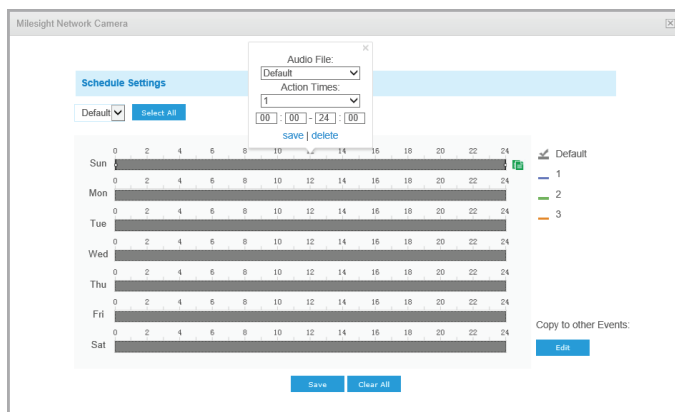 Milesight Network Camera
Audio File:
Default
Action Times:
1
00 : 00 - 24 : 00
save | delete
Schedule Settings
Default Select All
0 2 4 6 8 10 12 14 16 18 20 22 24
Sun
0 2 4 6 8 10 12 14 16 18 20 22 24
Mon
0 2 4 6 8 10 12 14 16 18 20 22 24
Tue
0 2 4 6 8 10 12 14 16 18 20 22 24
Wed
0 2 4 6 8 10 12 14 16 18 20 22 24
Thu
0 2 4 6 8 10 12 14 16 18 20 22 24
Fri
0 2 4 6 8 10 12 14 16 18 20 22 24
Sat
Default
1
2
3
Copy to other Events:
Edit
Save Clear All